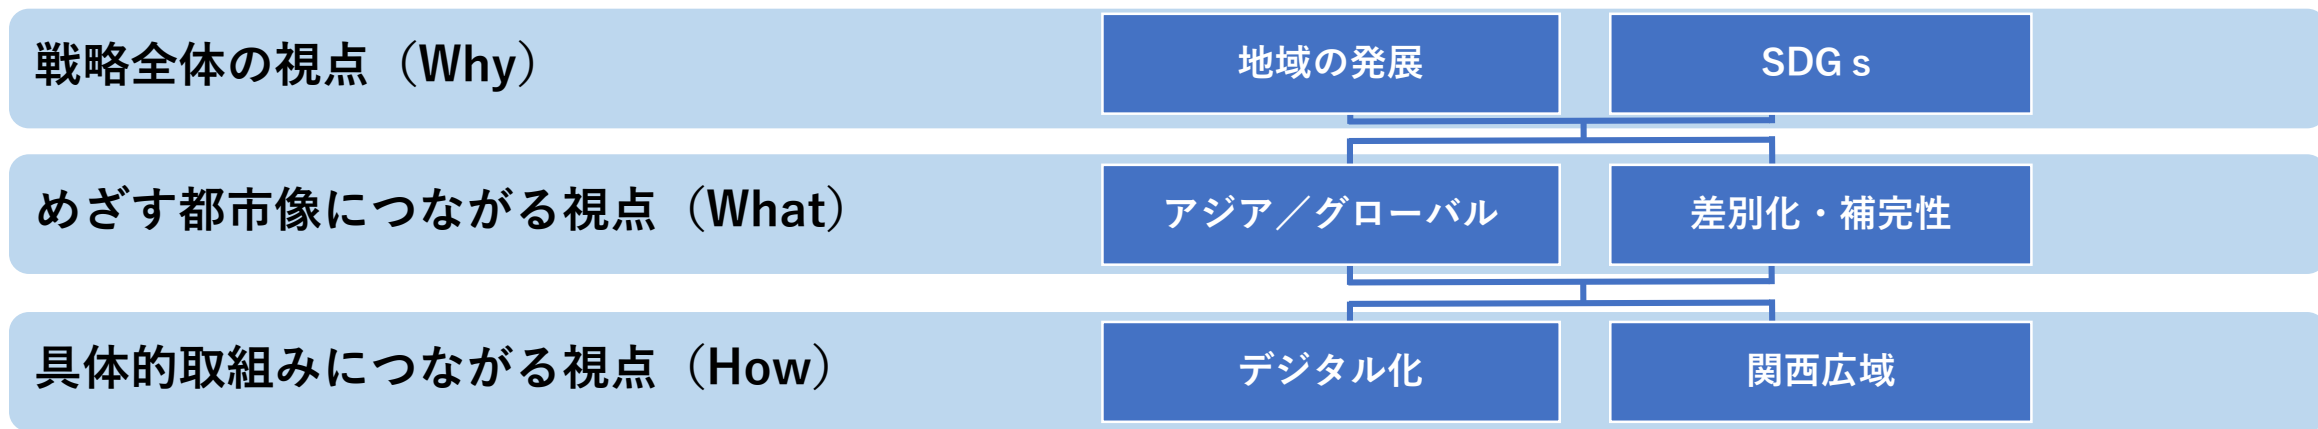 戦略全体の視点（Why）
地域の発展
SDGｓ
めざす都市像につながる視点（What）
アジア／グローバル
差別化・補完性
具体的取組みにつながる視点（How）
デジタル化
関西広域